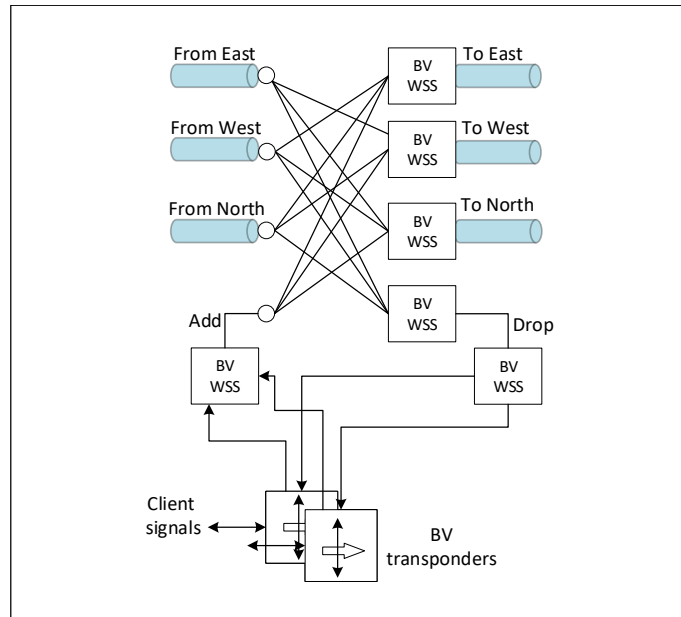 From East
BV
WSS
To East
From West
BV
WSS
To West
From North
BV
WSS
To North
Add
BV
WSS
Drop
BV
WSS
BV
WSS
Client
signals
BV
transponders